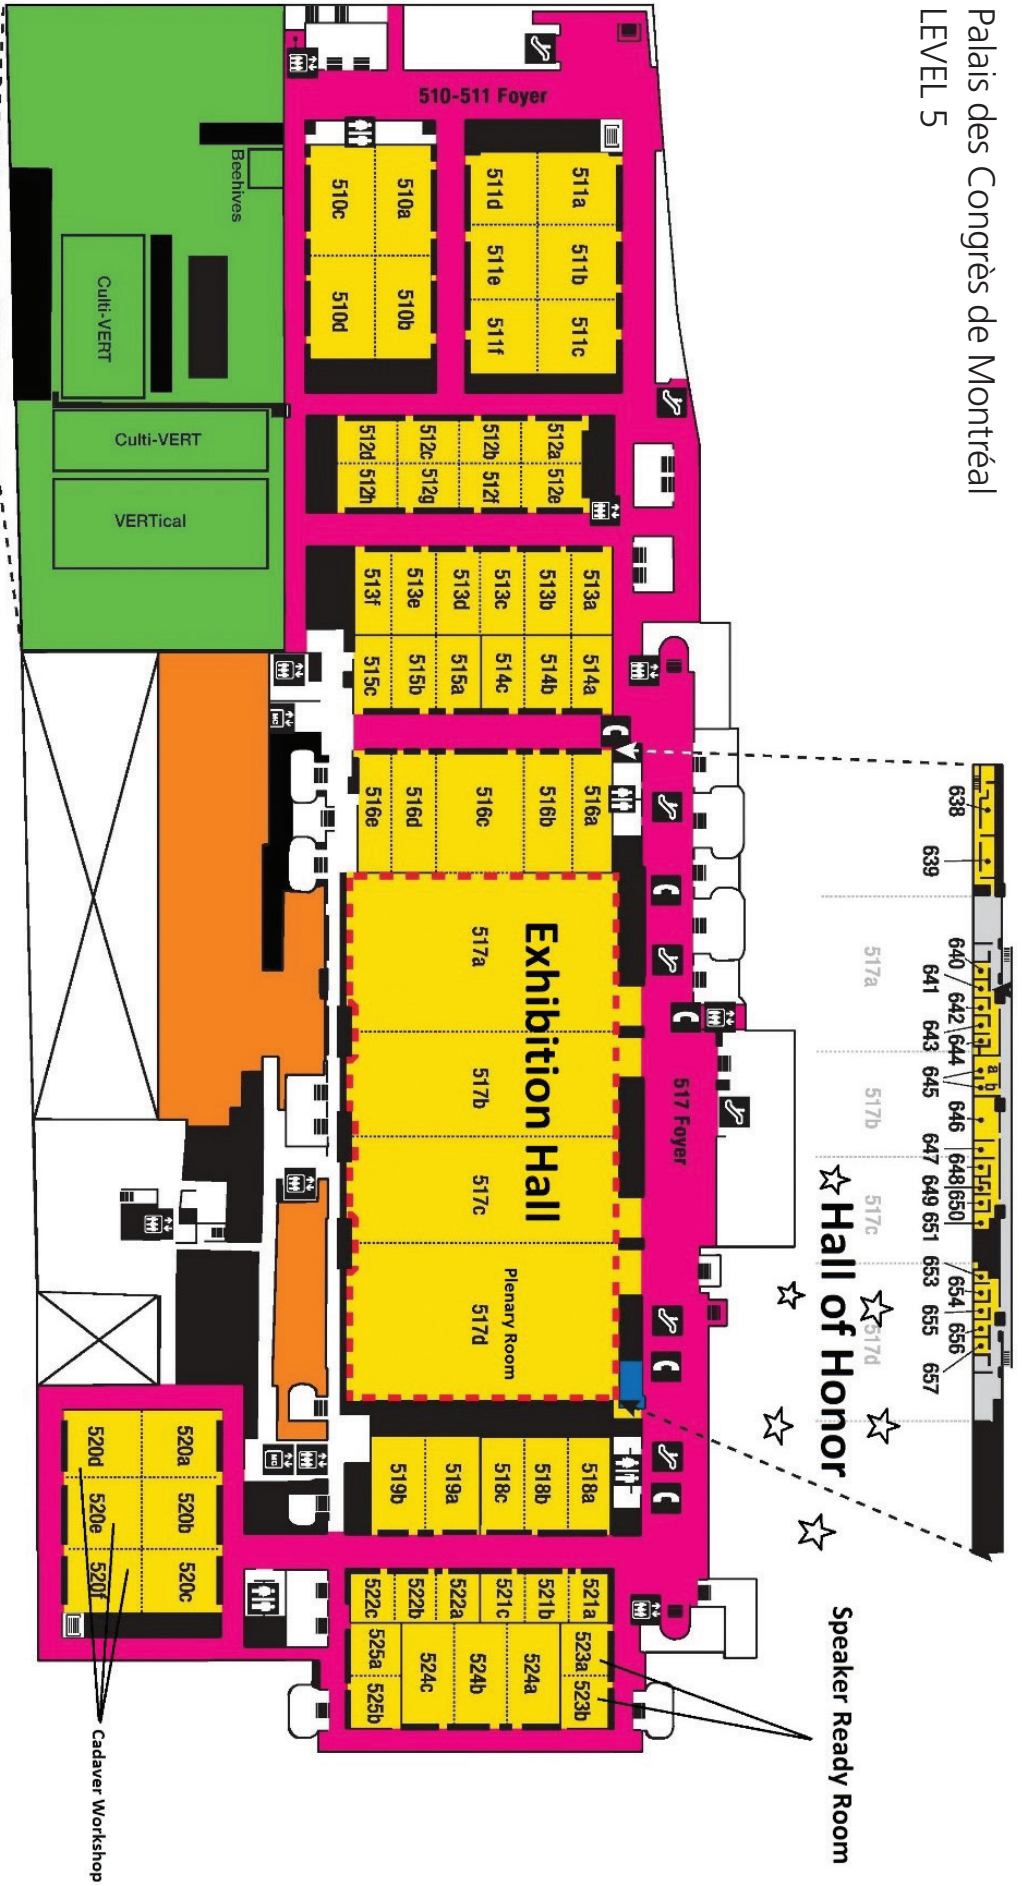 Palais des Congrès de Montréal
LEVEL 5
638
639
640
641
642
643
644
a
b
645
646
647
648
649
650
651
653
654
655
656
657
517a
517b
517c
517d
Hall of Honor
Speaker Ready Room
510-511 Foyer
517 Foyer
511a
511b
511c
511d
511e
511f
510a
510b
510c
510d
512a
512b
512c
512d
512e
512f
512g
512h
513a
513b
513c
513d
513e
513f
514a
514b
514c
515a
515b
515c
516a
516b
516c
516d
516e
Exhibition Hall
517a
517b
517c
Plenary Room
517d
518a
518b
518c
519a
519b
521a
521b
521c
522a
522b
522c
523a
523b
524a
524b
524c
525a
525b
520a
520b
520c
520d
520e
520f
Cadaver Workshop
Beehives
Culti-VERT
Culti-VERT
VERTical
MC
MC